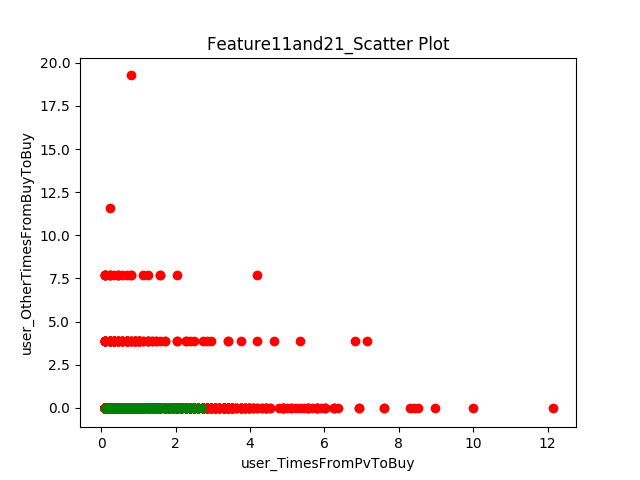 Feature11and21_Scatter Plot
20.0
17.5
15.0
12.5
10.0
7.5
5.0
2.5
0.0
user_OtherTimesFromBuyToBuy
0 2 4 6 8 10 12
user_TimesFromPvToBuy